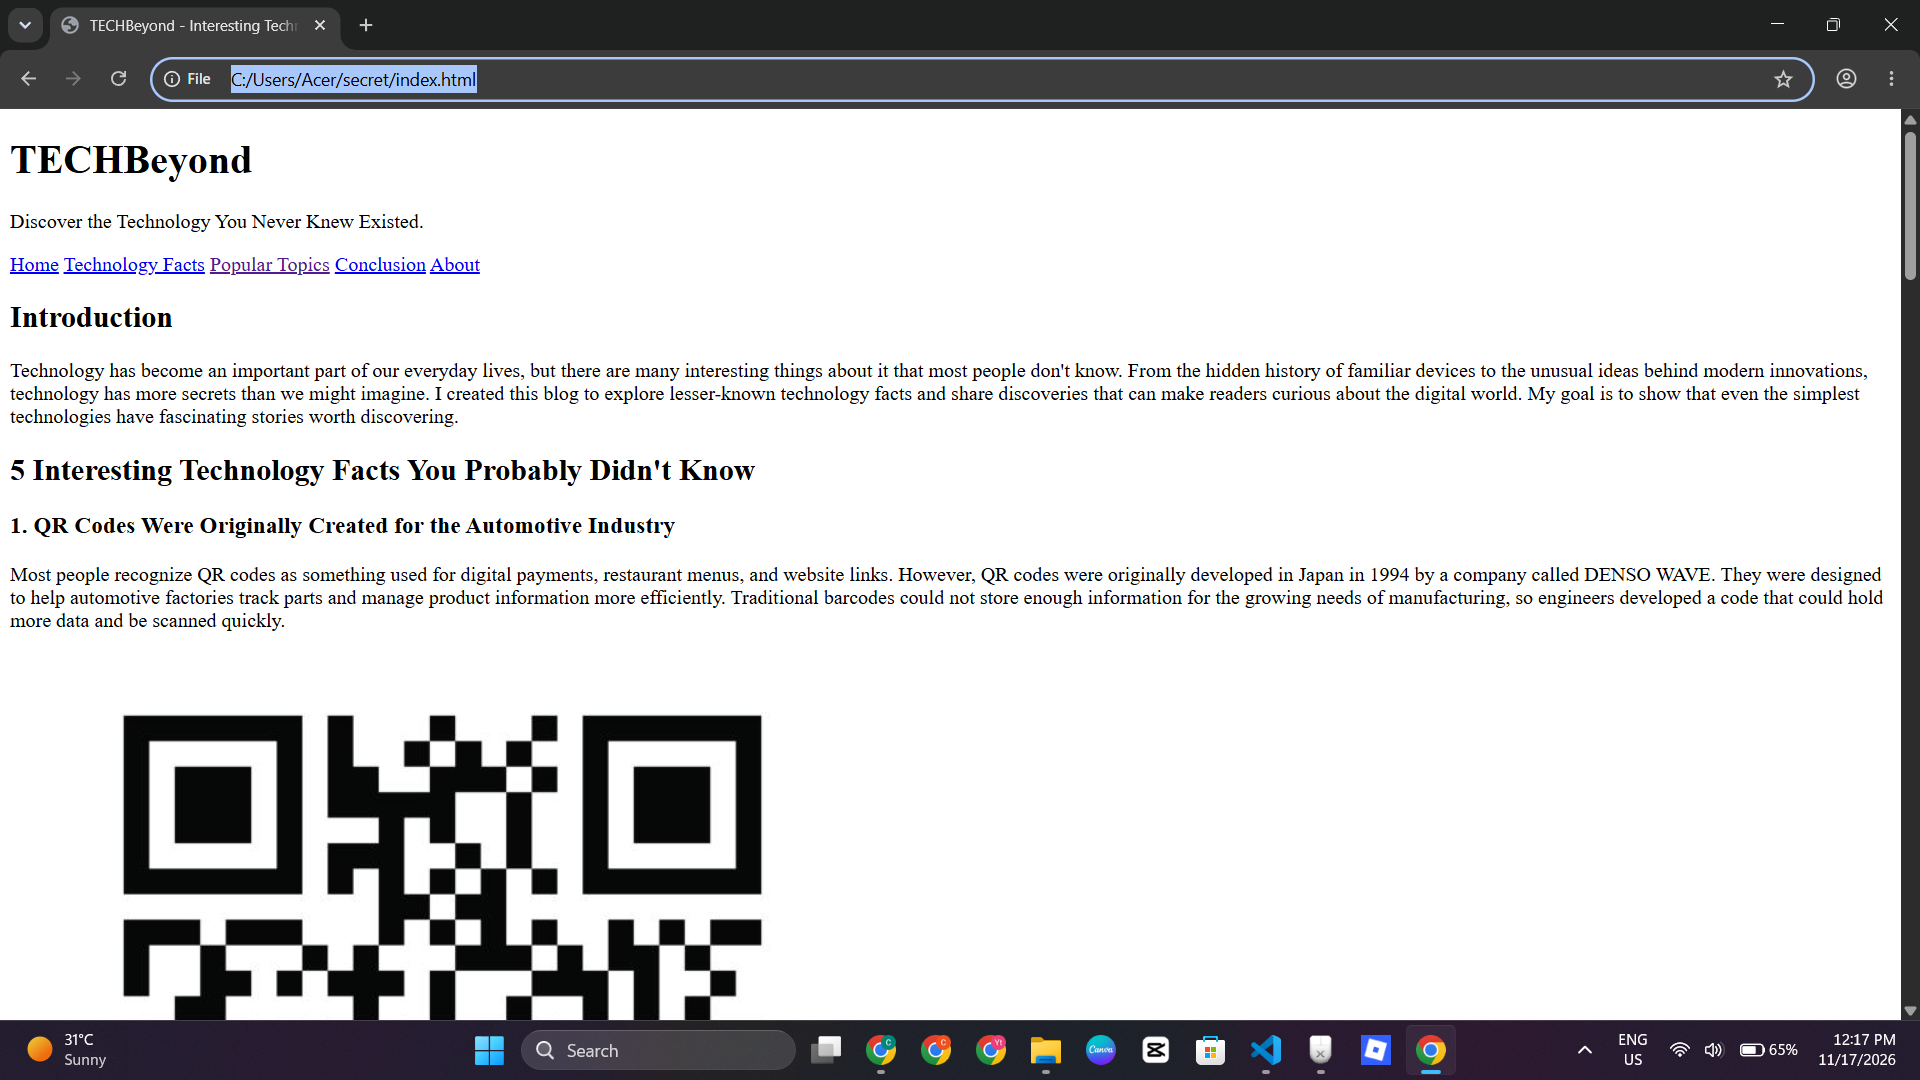 TECHBeyond - Interesting Techn
File C:/Users/Acer/secret/index.html
TECHBeyond
Discover the Technology You Never Knew Existed.
Home Technology Facts Popular Topics Conclusion About
Introduction
Technology has become an important part of our everyday lives, but there are many interesting things about it that most people don't know. From the hidden history of familiar devices to the unusual ideas behind modern innovations,
technology has more secrets than we might imagine. I created this blog to explore lesser-known technology facts and share discoveries that can make readers curious about the digital world. My goal is to show that even the simplest
technologies have fascinating stories worth discovering.
5 Interesting Technology Facts You Probably Didn't Know
1. QR Codes Were Originally Created for the Automotive Industry
Most people recognize QR codes as something used for digital payments, restaurant menus, and website links. However, QR codes were originally developed in Japan in 1994 by a company called DENSO WAVE. They were designed
to help automotive factories track parts and manage product information more efficiently. Traditional barcodes could not store enough information for the growing needs of manufacturing, so engineers developed a code that could hold
more data and be scanned quickly.
31°C
Sunny
Search
C
C
Yt
Canva
ENG
US
65%
12:17 PM
11/17/2026